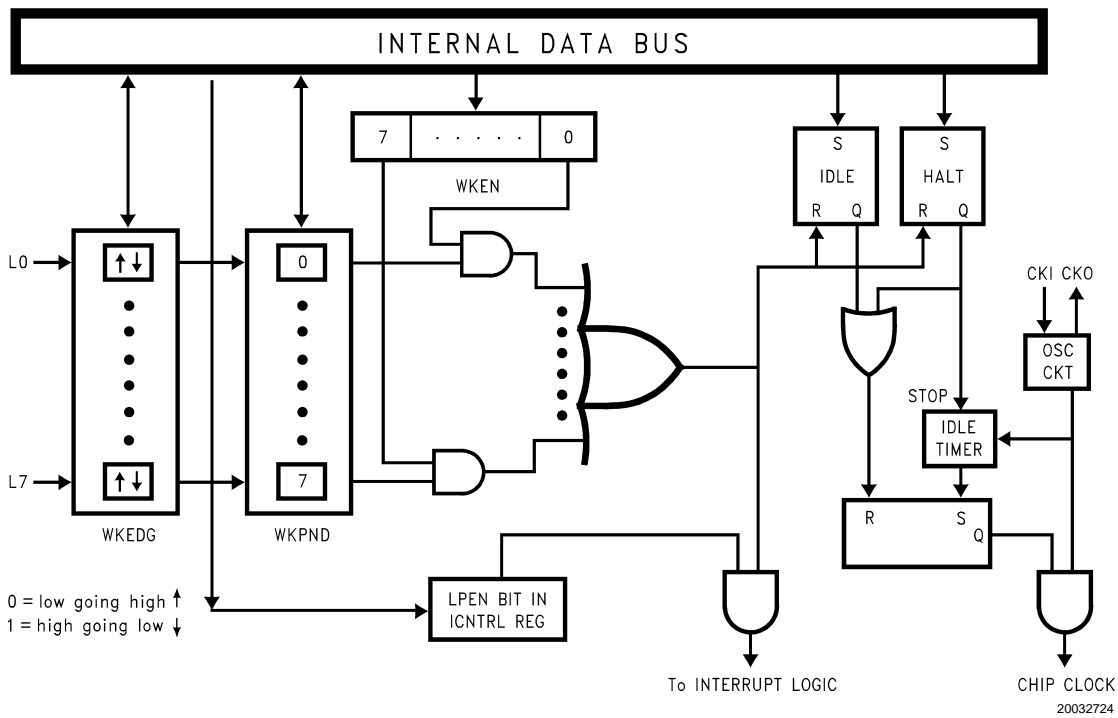 INTERNAL DATA BUS
7 . . . . . 0
WKEN
S
IDLE
R Q
S
HALT
R Q
L0
0
CKI CKO
OSC
CKT
STOP
IDLE
TIMER
L7
7
WKEDG
WKPND
R S
Q
0 = low going high ↑
1 = high going low ↓
LPEN BIT IN
ICNTRL REG
To INTERRUPT LOGIC
CHIP CLOCK
20032724